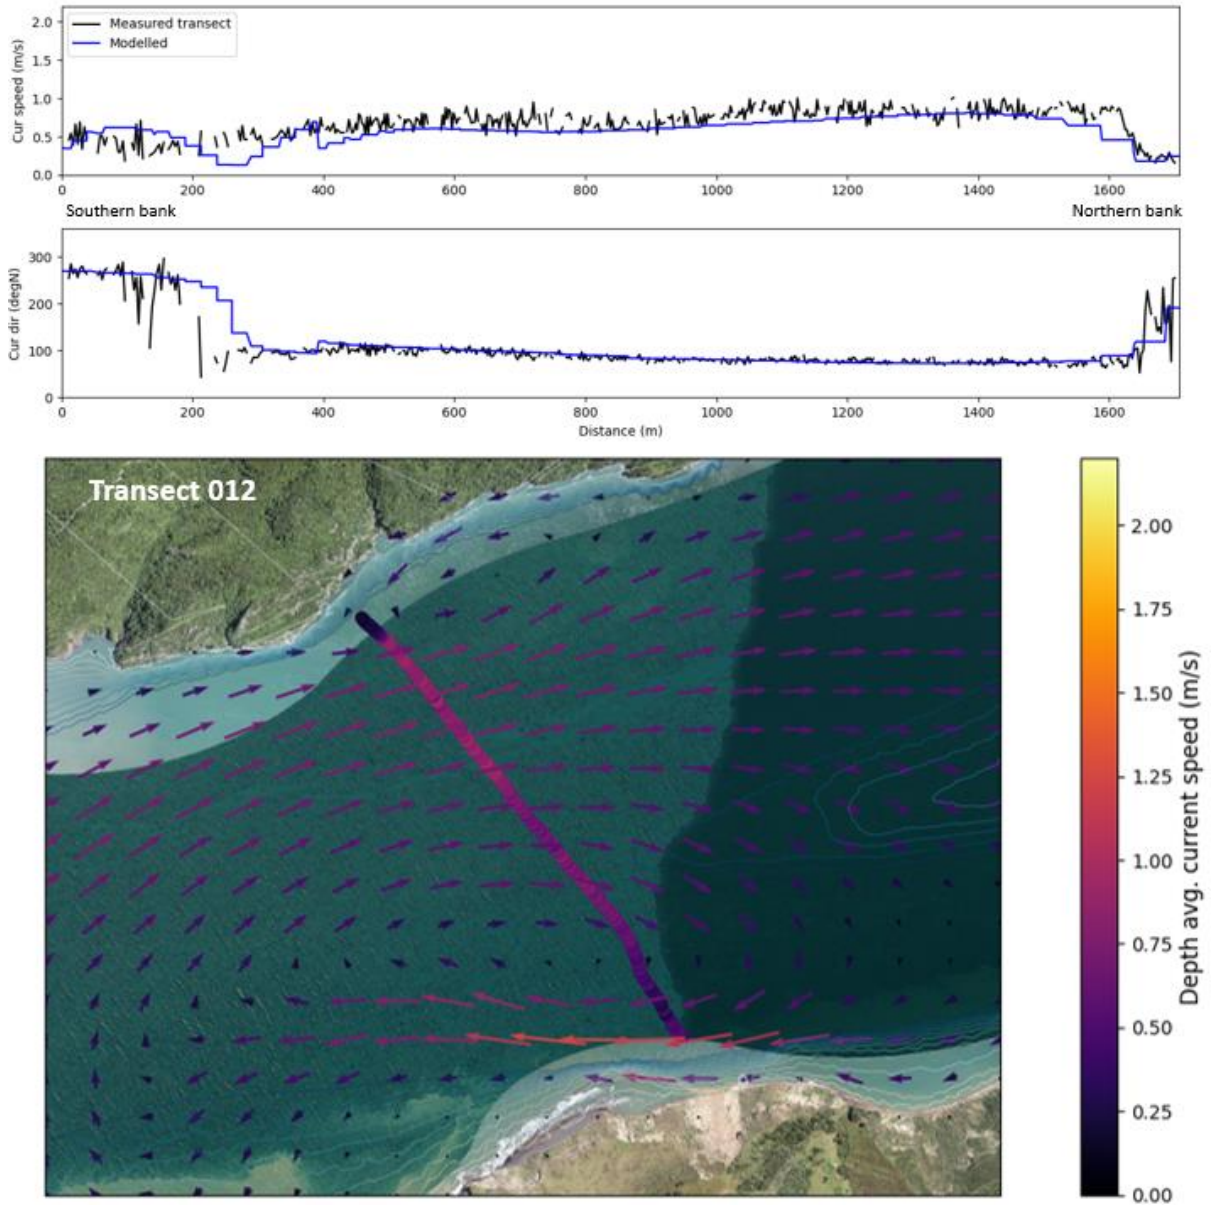 Cur speed (m/s)
2.0
1.5
1.0
0.5
0.0
Measured transect
Modelled
0 200 400 600 800 1000 1200 1400 1600
Southern bank Northern bank
Cur dir (degN)
300
200
100
0
0 200 400 600 800 1000 1200 1400 1600
Distance (m)
Transect 012
2.00
1.75
1.50
1.25
1.00
0.75
0.50
0.25
0.00
Depth avg. current speed (m/s)